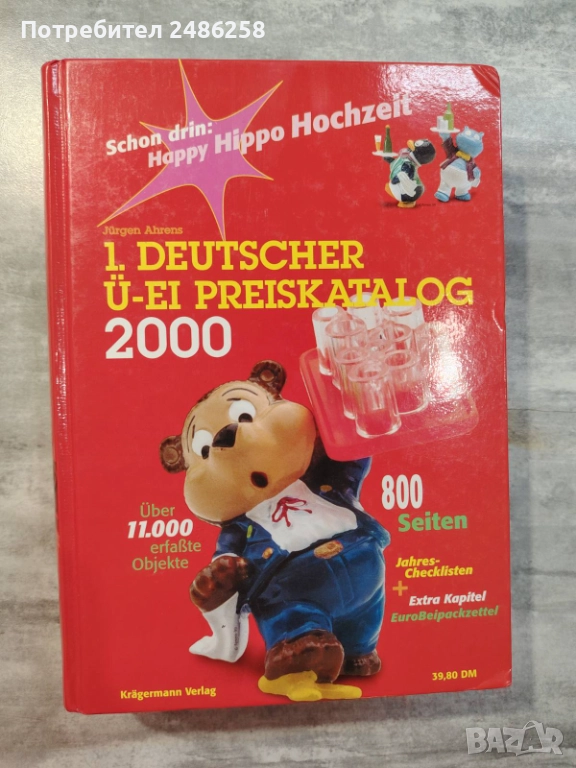 Потребител 2486258
Schon drin:
Happy Hippo Hochzeit
Jürgen Ahrens
1. DEUTSCHER
Ü-EI PREISKATALOG
2000
Über
11.000
erfaßte
Objekte
800
Seiten
Jahres-
Checklisten
+
Extra Kapitel
EuroBeipackzettel
Krägermann Verlag
39,80 DM
BAZAR